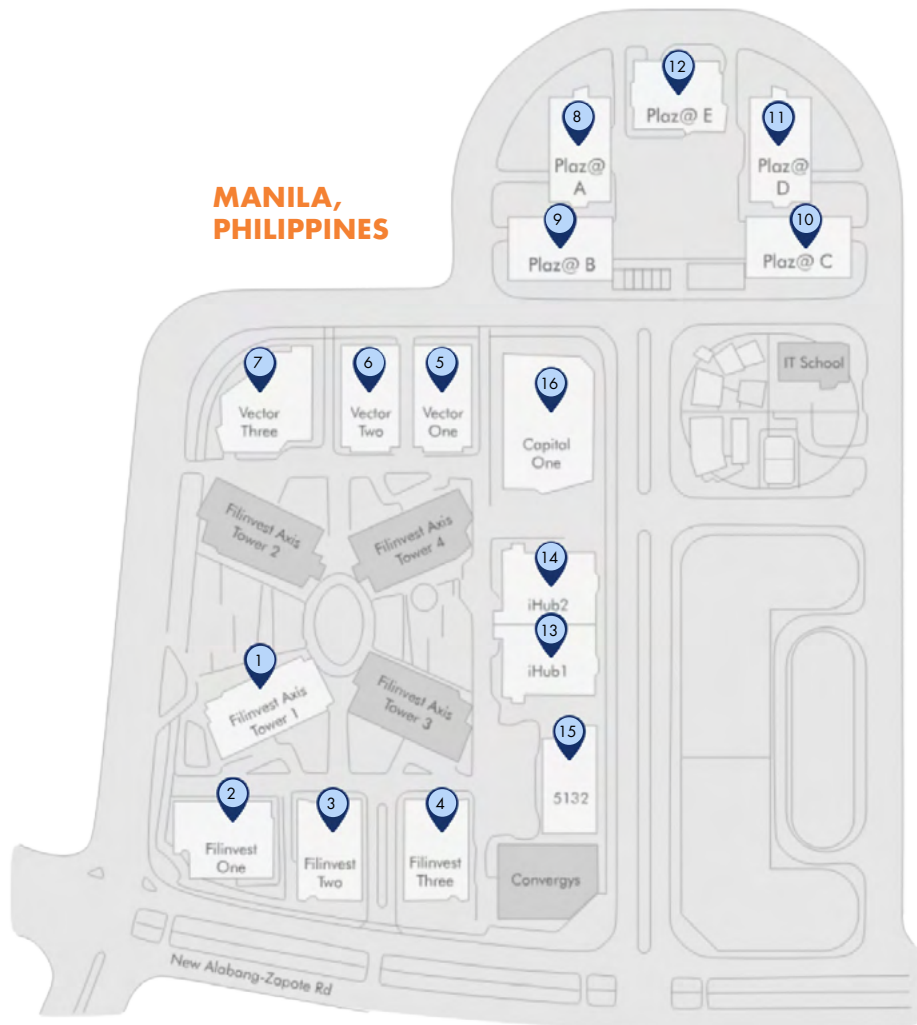 12
Plaz@ E
8
Plaz@
A
11
Plaz@
D
MANILA,
PHILIPPINES
9
Plaz@ B
10
Plaz@ C
7
Vector
Three
6
Vector
Two
5
Vector
One
16
Capital
One
IT School
Filinvest Axis
Tower 2
Filinvest Axis
Tower 4
14
iHub2
13
iHub1
1
Filinvest Axis
Tower 1
Filinvest Axis
Tower 3
15
5132
2
Filinvest
One
3
Filinvest
Two
4
Filinvest
Three
Convergys
New Alabang-Zapote Rd